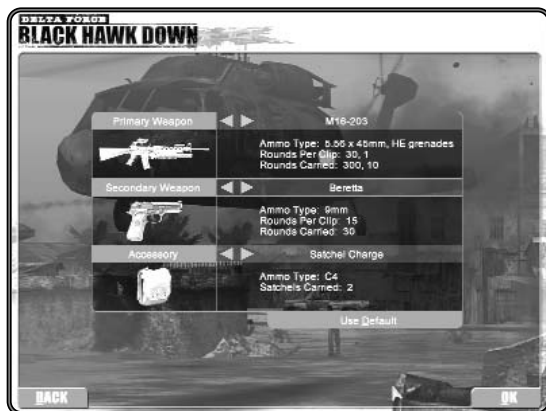 DELTA FORCE
BLACK HAWK DOWN
Primary Weapon M16-203
Ammo Type: 5.56 x 45mm, HE grenades
Rounds Per Clip: 30, 1
Rounds Carried: 300, 10
Secondary Weapon Beretta
Ammo Type: 9mm
Rounds Per Clip: 15
Rounds Carried: 30
Accessory Satchel Charge
Ammo Type: C4
Satchels Carried: 2
Use Default
BACK OK